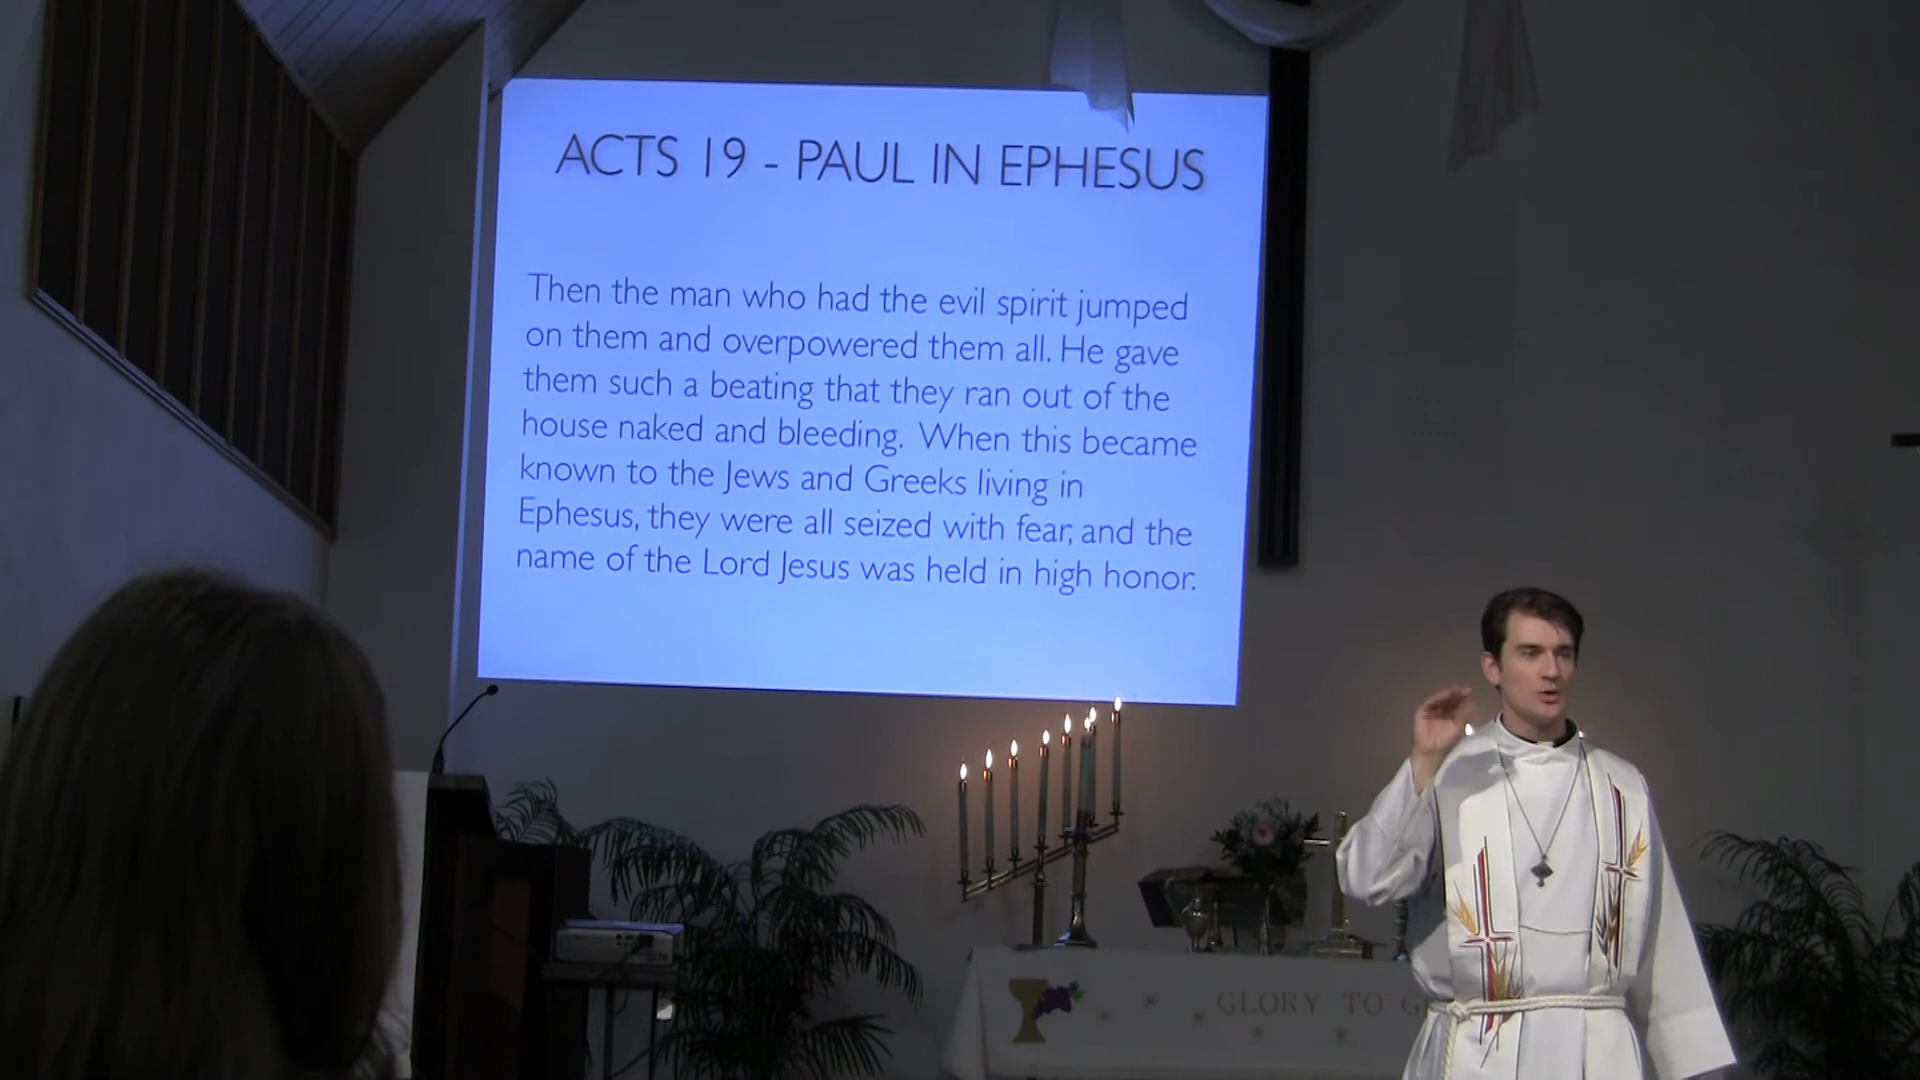 ACTS 19 - PAUL IN EPHESUS
Then the man who had the evil spirit jumped
on them and overpowered them all. He gave
them such a beating that they ran out of the
house naked and bleeding. When this became
known to the Jews and Greeks living in
Ephesus, they were all seized with fear, and the
name of the Lord Jesus was held in high honor.
GLORY TO G